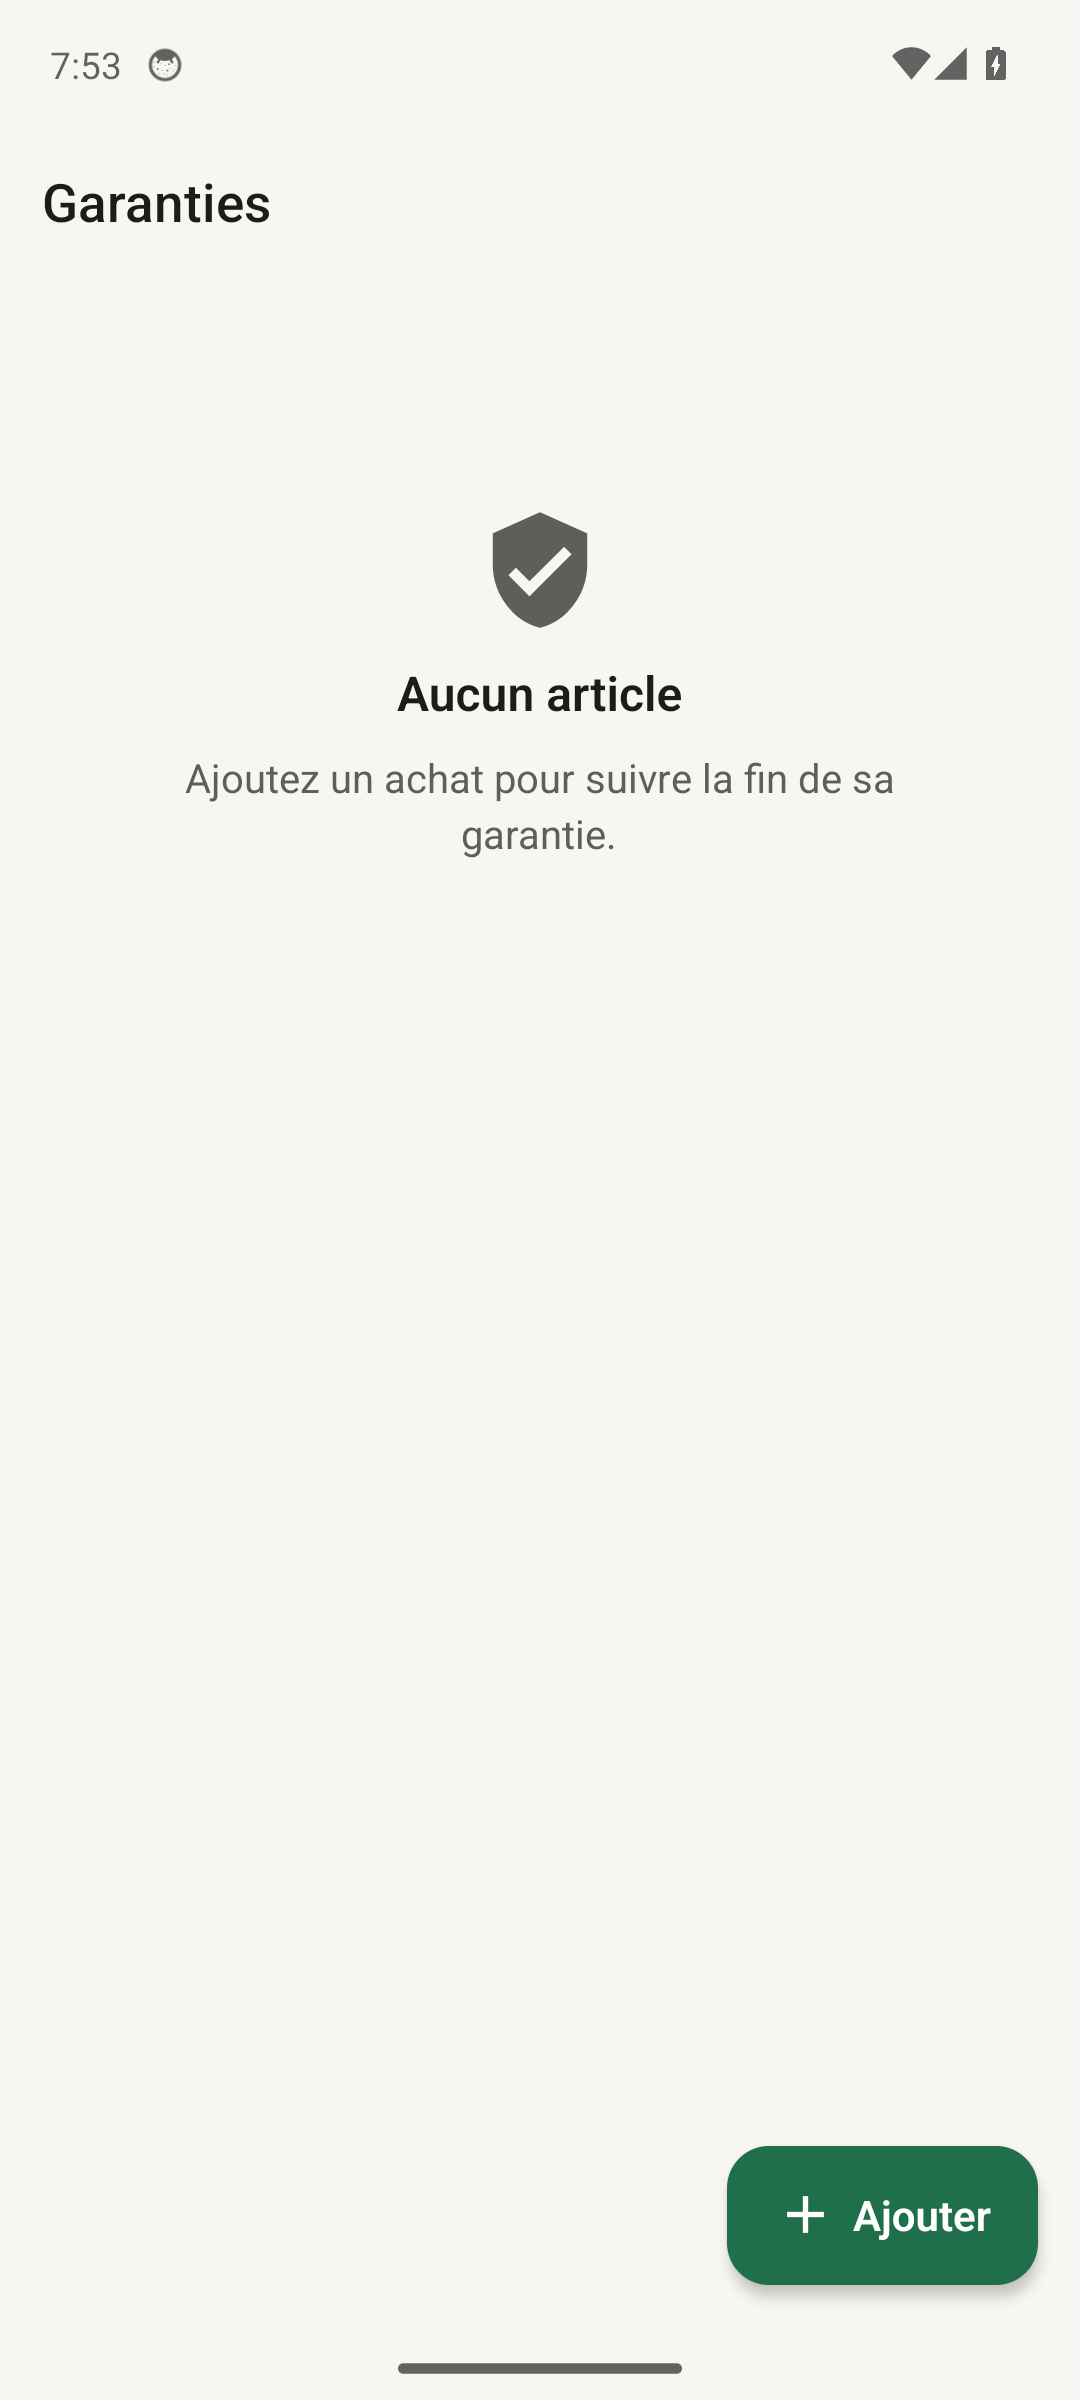 7:53
Garanties
Aucun article
Ajoutez un achat pour suivre la fin de sa
garantie.
Ajouter